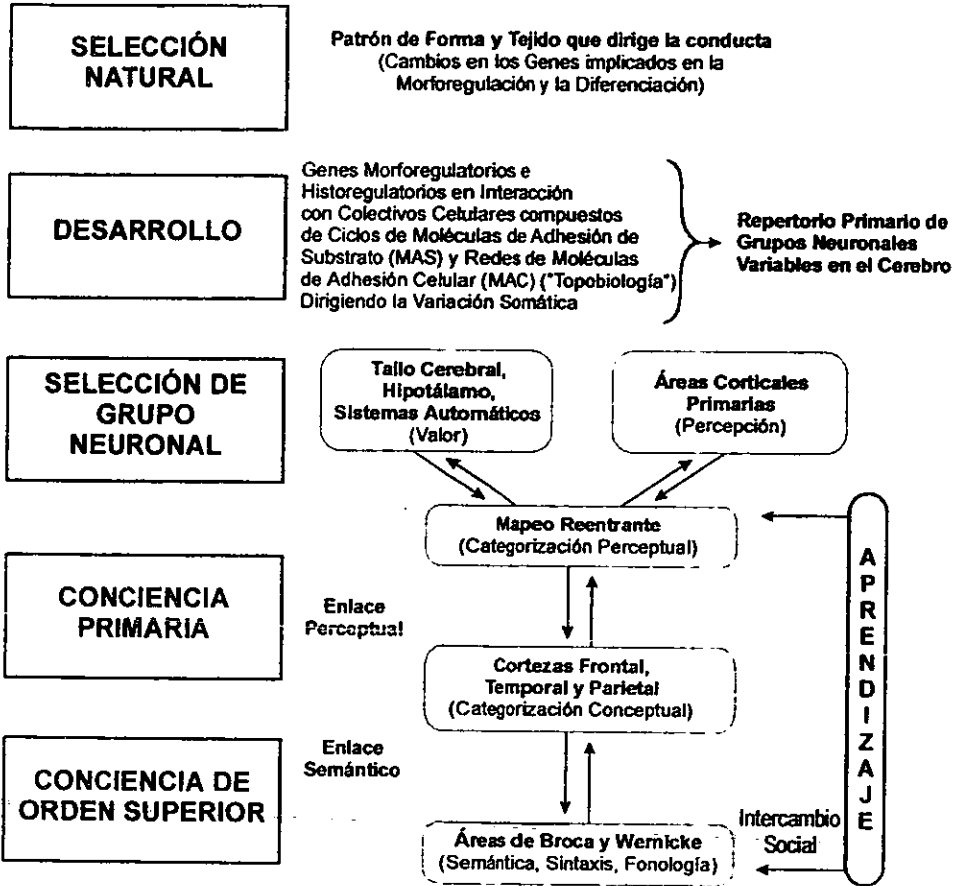 SELECCIÓN
NATURAL
Patrón de Forma y Tejido que dirige la conducta
(Cambios en los Genes implicados en la
Morforegulación y la Diferenciación)
DESARROLLO
Genes Morforegulatorios e
Historegulatorios en Interacción
con Colectivos Celulares compuestos
de Ciclos de Moléculas de Adhesión de
Substrato (MAS) y Redes de Moléculas
de Adhesión Celular (MAC) ("Topobiología")
Dirigiendo la Variación Somática
Repertorio Primario de
Grupos Neuronales
Variables en el Cerebro
SELECCIÓN DE
GRUPO
NEURONAL
Tallo Cerebral,
Hipotálamo,
Sistemas Automáticos
(Valor)
Áreas Corticales
Primarias
(Percepción)
Mapeo Reentrante
(Categorización Perceptual)
CONCIENCIA
PRIMARIA
Enlace
Perceptual
Cortezas Frontal,
Temporal y Parietal
(Categorización Conceptual)
Enlace
Semántico
CONCIENCIA DE
ORDEN SUPERIOR
Áreas de Broca y Wernicke
(Semántica, Sintaxis, Fonología)
Intercambio
Social
APRENDIZAJE